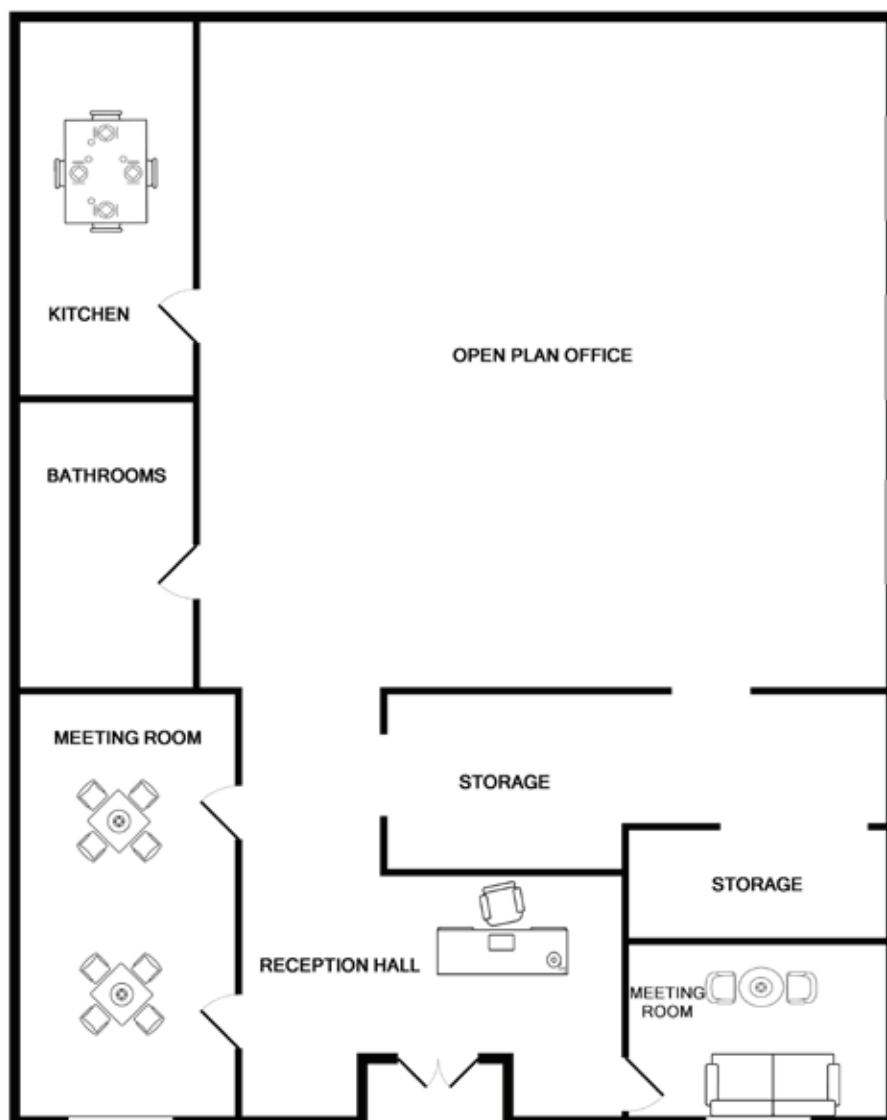 KITCHEN
OPEN PLAN OFFICE
BATHROOMS
MEETING ROOM
STORAGE
STORAGE
RECEPTION HALL
MEETING
ROOM